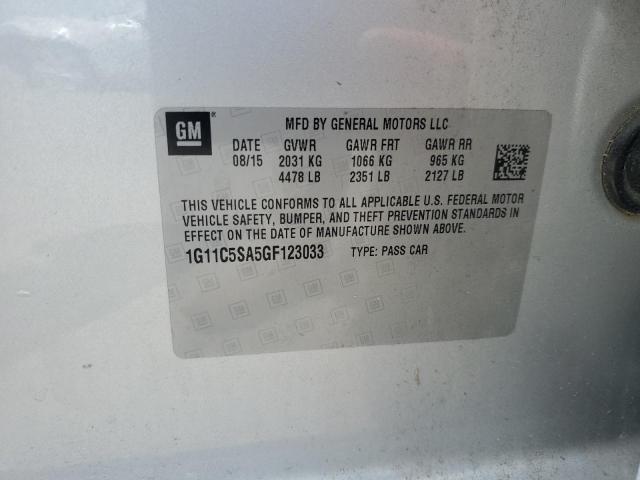 GM ®
MFD BY GENERAL MOTORS LLC
DATE GVWR GAWR FRT GAWR RR
08/15 2031 KG 1066 KG 965 KG
4478 LB 2351 LB 2127 LB
THIS VEHICLE CONFORMS TO ALL APPLICABLE U.S. FEDERAL MOTOR
VEHICLE SAFETY, BUMPER, AND THEFT PREVENTION STANDARDS IN
EFFECT ON THE DATE OF MANUFACTURE SHOWN ABOVE.
1G11C5SA5GF123033 TYPE: PASS CAR